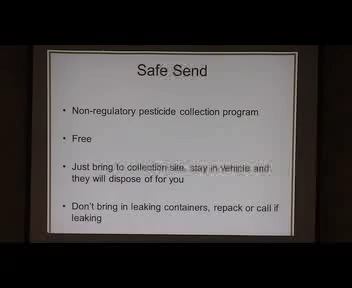 Safe Send
• Non-regulatory pesticide collection program
• Free
• Just bring to collection site, stay in vehicle and
they will dispose of for you
• Don't bring in leaking containers, repack or call if
leaking